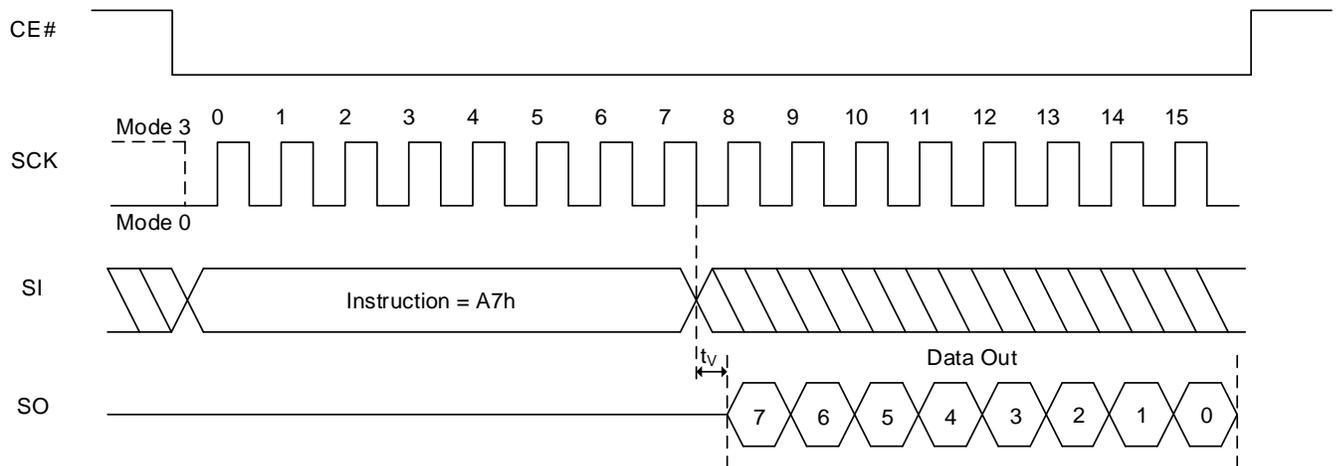 CE#
Mode 3
0 1 2 3 4 5 6 7 8 9 10 11 12 13 14 15
SCK
Mode 0
SI
Instruction = A7h
tV
Data Out
SO
7 6 5 4 3 2 1 0